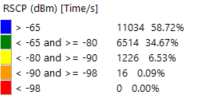 RSCP (dBm) [Time/s]
> -65 11034 58.72%
< -65 and >= -80 6514 34.67%
< -80 and >= -90 1226 6.53%
< -90 and >= -98 16 0.09%
< -98 0 0.00%